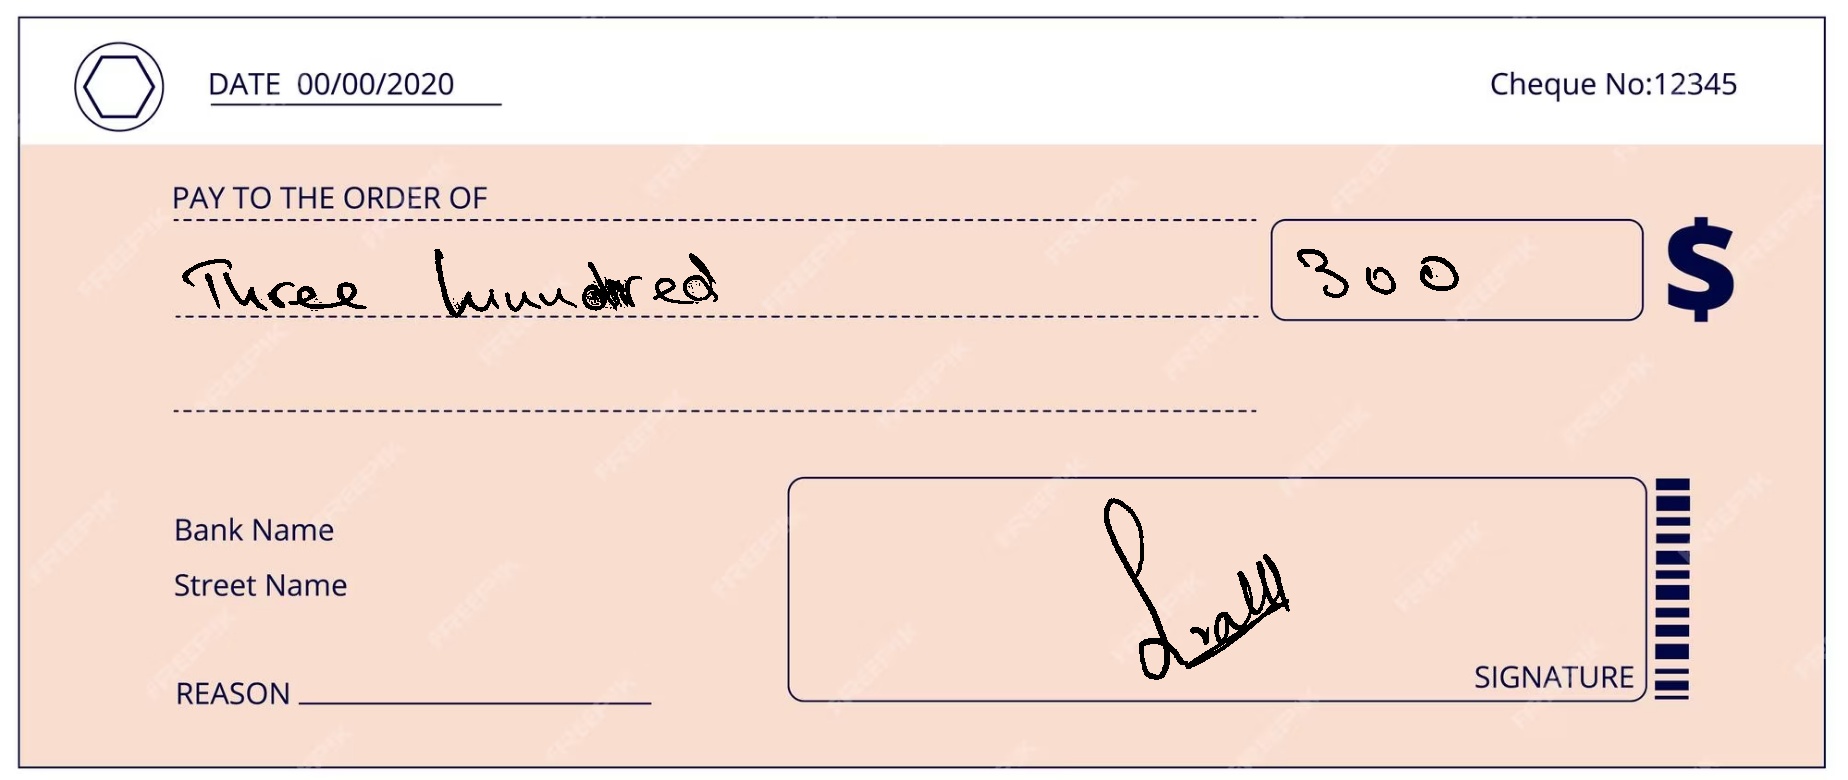 DATE 00/00/2020
Cheque No:12345
PAY TO THE ORDER OF
Three hundred
300
$
Bank Name
Street Name
REASON
SIGNATURE